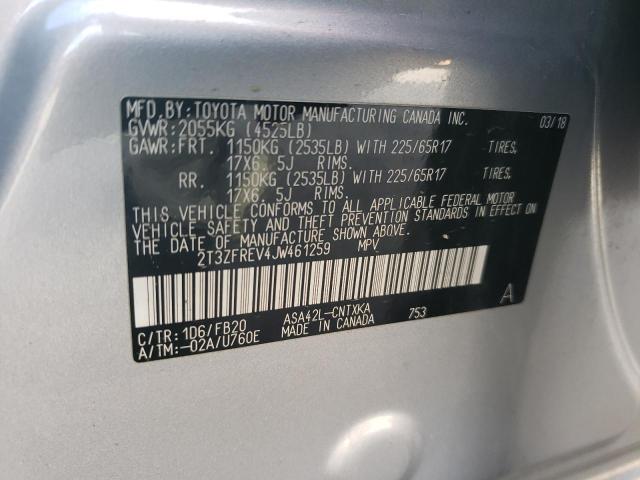 MFD. BY: TOYOTA MOTOR MANUFACTURING CANADA INC. 03/18
GVWR: 2055KG (4525LB)
GAWR: FRT. 1150KG (2535LB) WITH 225/65R17 TIRES,
17X6.5J RIMS.
RR. 1150KG (2535LB) WITH 225/65R17 TIRES,
17X6.5J RIMS.
THIS VEHICLE CONFORMS TO ALL APPLICABLE FEDERAL MOTOR
VEHICLE SAFETY AND THEFT PREVENTION STANDARDS IN EFFECT ON
THE DATE OF MANUFACTURE SHOWN ABOVE.
2T3ZFREV4JW461259 MPV
A
C/TR: 1D6/FB20 ASA42L-CNTXKA 753
A/TM: -02A/U760E MADE IN CANADA